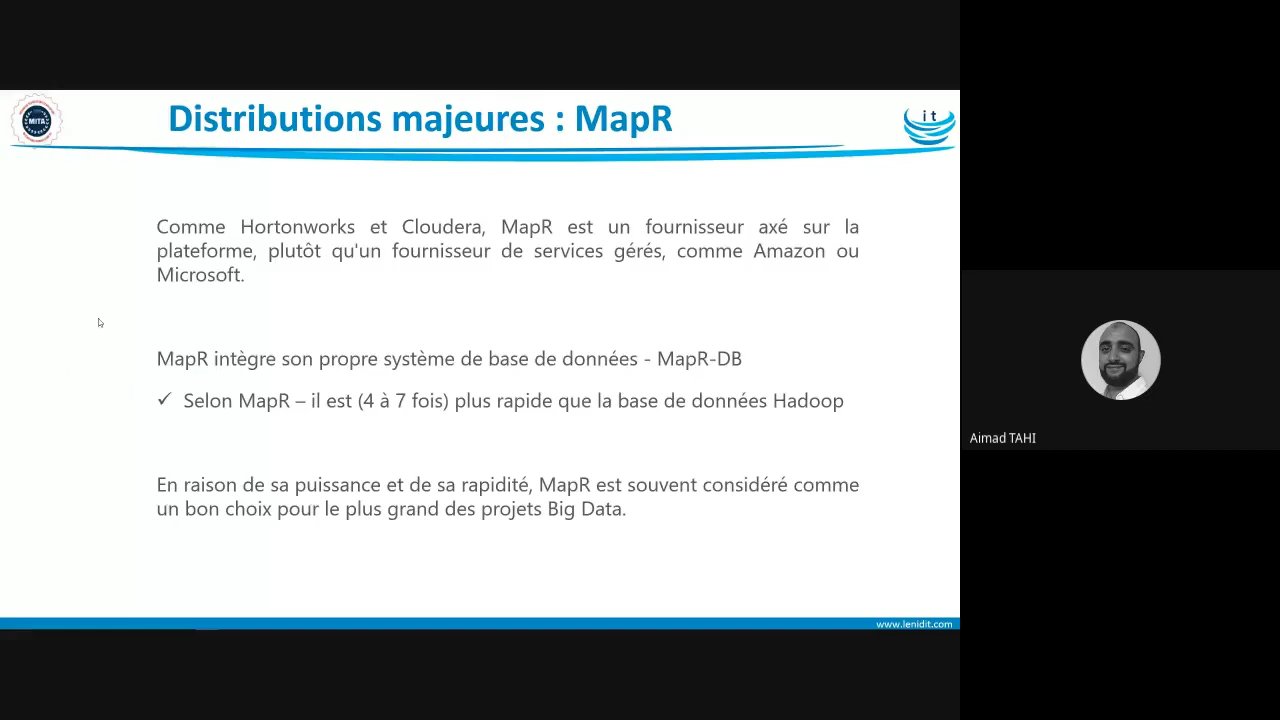 MITA
Distributions majeures : MapR
it
Comme Hortonworks et Cloudera, MapR est un fournisseur axé sur la
plateforme, plutôt qu'un fournisseur de services gérés, comme Amazon ou
Microsoft.
MapR intègre son propre système de base de données - MapR-DB
✓ Selon MapR – il est (4 à 7 fois) plus rapide que la base de données Hadoop
En raison de sa puissance et de sa rapidité, MapR est souvent considéré comme
un bon choix pour le plus grand des projets Big Data.
www.lenidit.com
Aimad TAHI